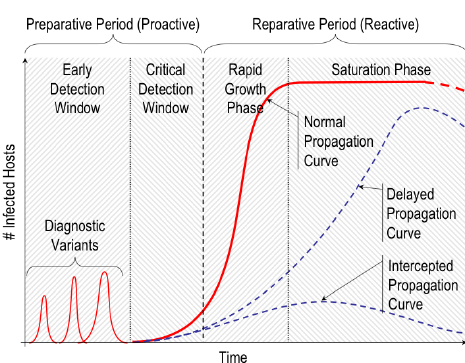 Preparative Period (Proactive)
Reparative Period (Reactive)
Early
Detection
Window
Critical
Detection
Window
Rapid
Growth
Phase
Saturation Phase
Normal
Propagation
Curve
Delayed
Propagation
Curve
Intercepted
Propagation
Curve
Diagnostic
Variants
# Infected Hosts
Time